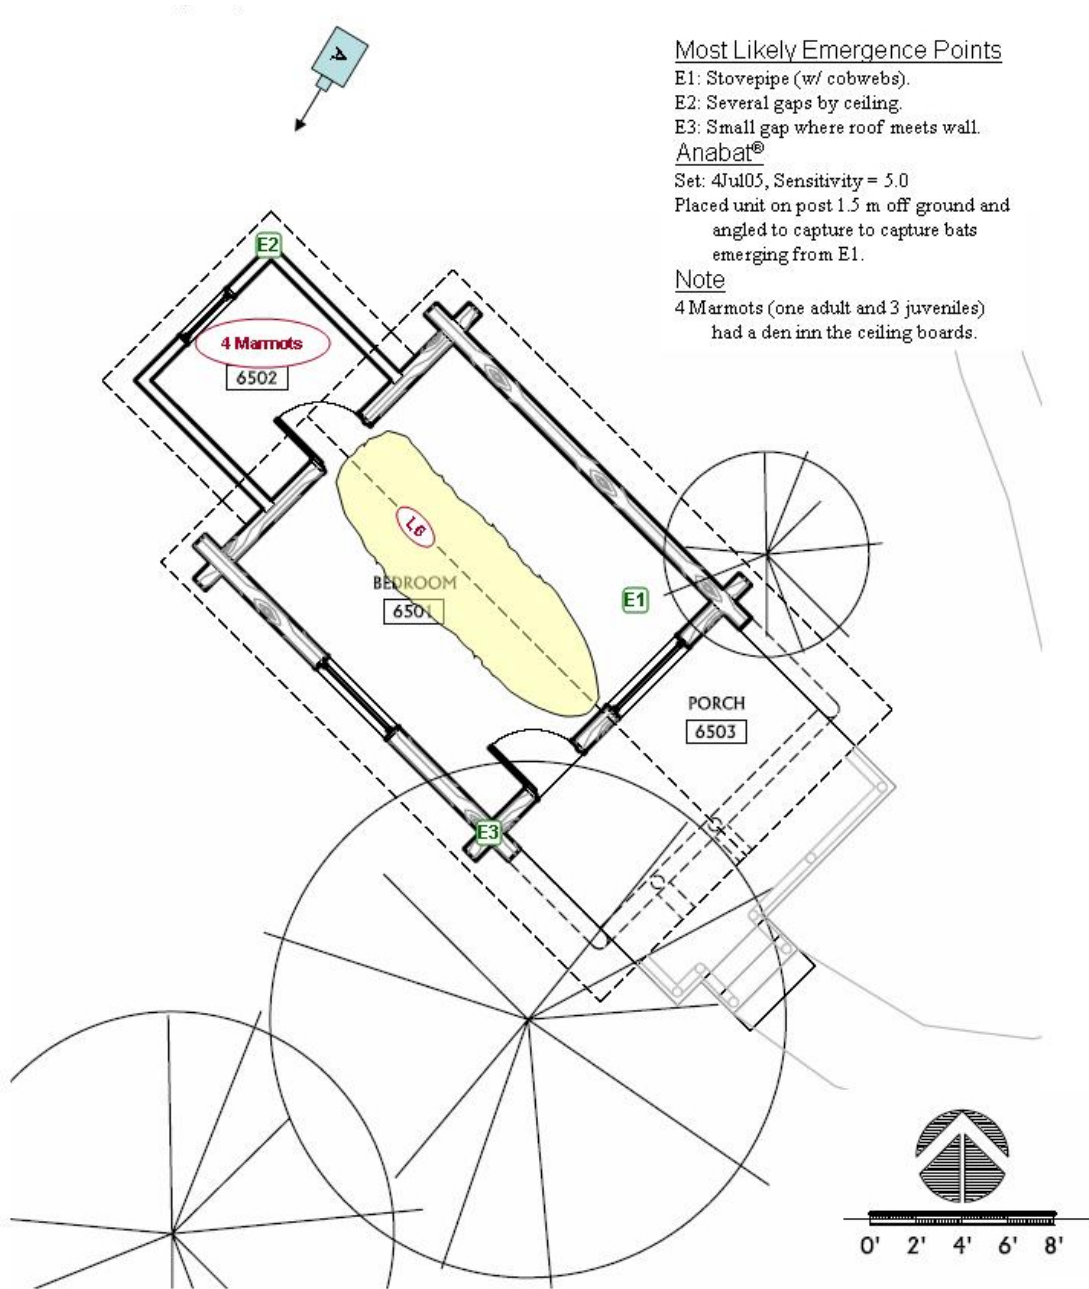 Most Likely Emergence Points
E1: Stovepipe (w/ cobwebs).
E2: Several gaps by ceiling.
E3: Small gap where roof meets wall.
Anabat®
Set: 4Jul05, Sensitivity = 5.0
Placed unit on post 1.5 m off ground and
angled to capture to capture bats
emerging from E1.
Note
4 Marmots (one adult and 3 juveniles)
had a den inn the ceiling boards.
A
E2
4 Marmots
6502
BEDROOM
6501
E1
PORCH
6503
E3
0' 2' 4' 6' 8'